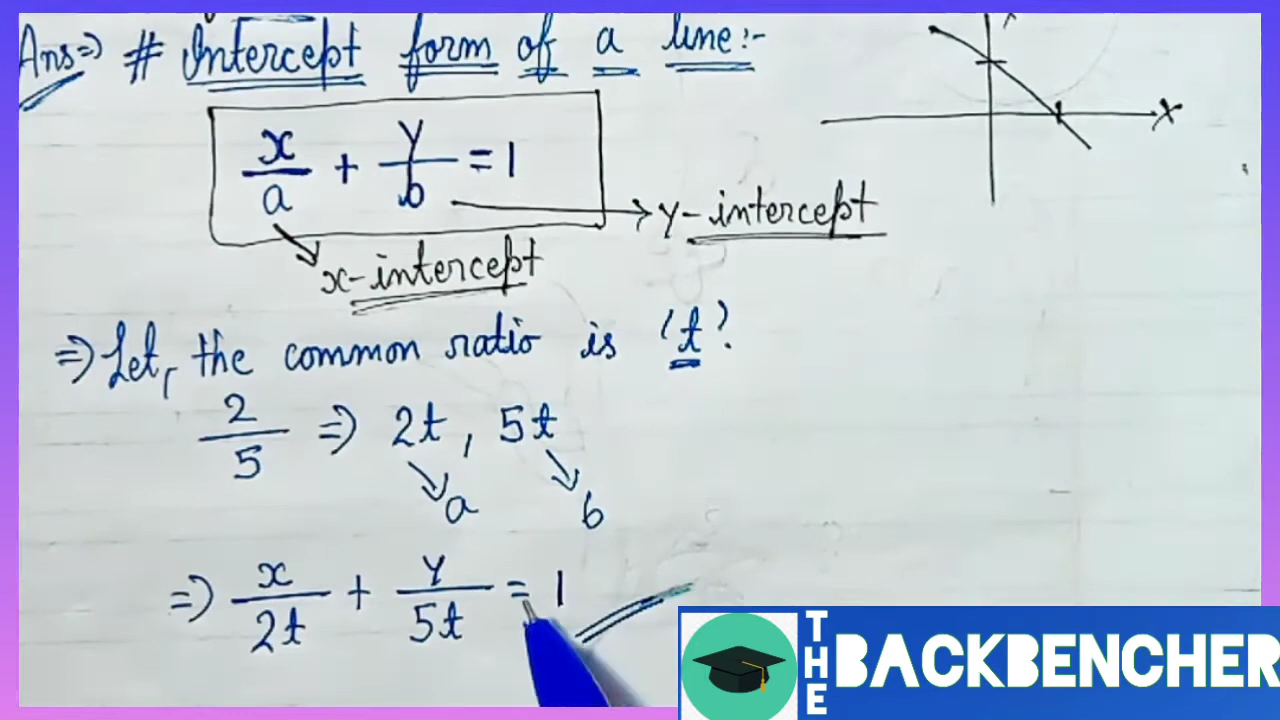 Ans⇒ # Intercept form of a line:-
x/a + y/b = 1
→ y-intercept
x-intercept
X
⇒ Let, the common ratio is 't'.
2/5 ⇒ 2t, 5t
a b
⇒ x/2t + y/5t = 1
THE BACKBENCHER